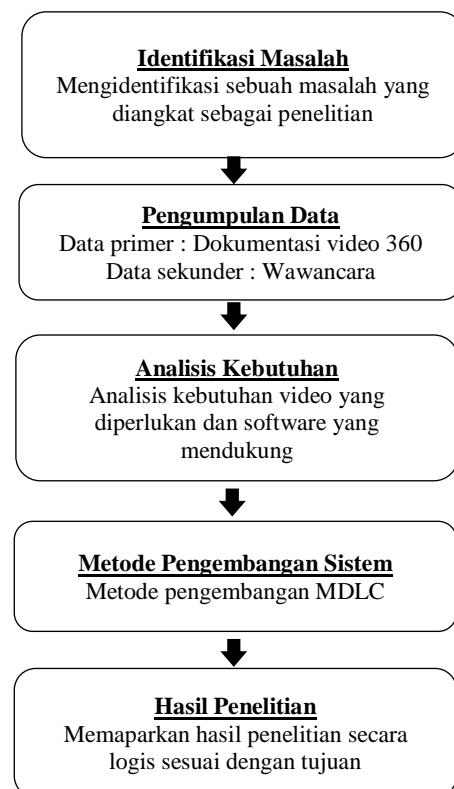 Identifikasi Masalah
Mengidentifikasi sebuah masalah yang
diangkat sebagai penelitian
Pengumpulan Data
Data primer : Dokumentasi video 360
Data sekunder : Wawancara
Analisis Kebutuhan
Analisis kebutuhan video yang
diperlukan dan software yang
mendukung
Metode Pengembangan Sistem
Metode pengembangan MDLC
Hasil Penelitian
Memaparkan hasil penelitian secara
logis sesuai dengan tujuan